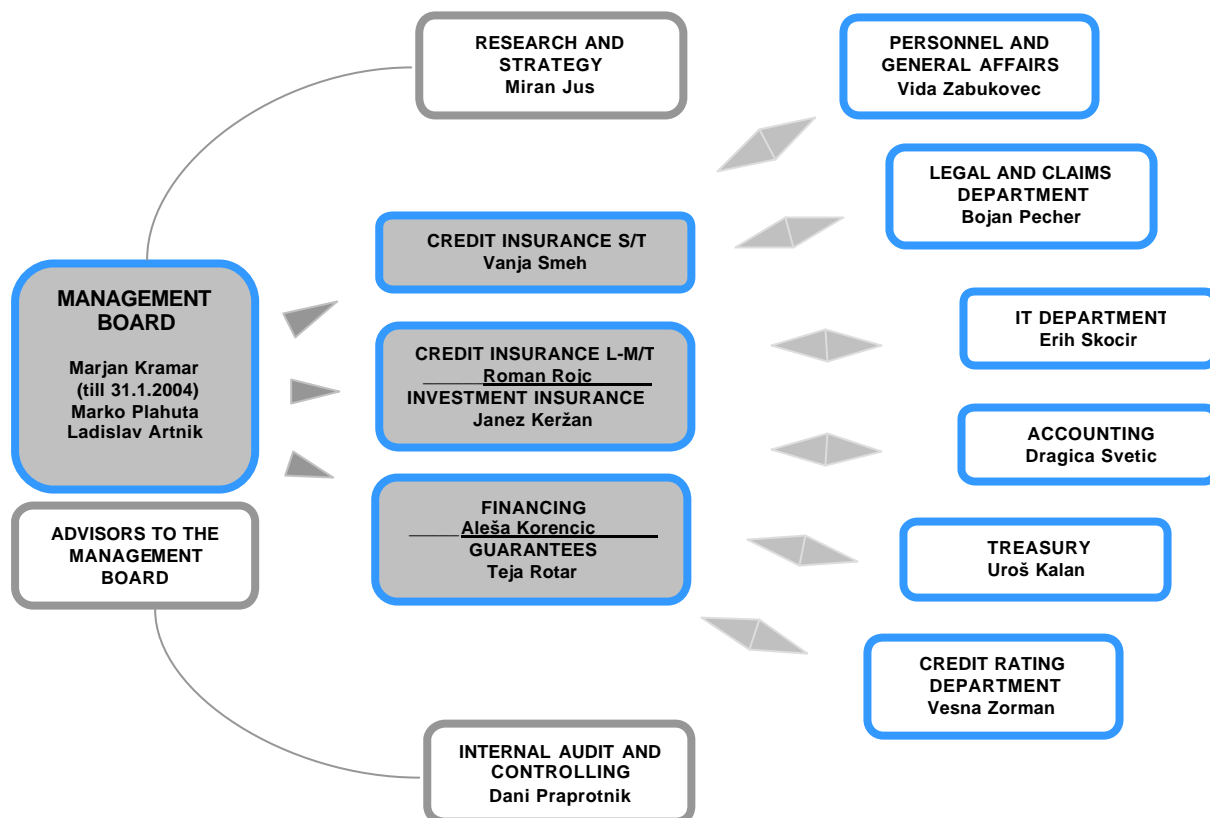 RESEARCH AND
STRATEGY
Miran Jus
PERSONNEL AND
GENERAL AFFAIRS
Vida Zabukovec
LEGAL AND CLAIMS
DEPARTMENT
Bojan Pecher
CREDIT INSURANCE S/T
Vanja Smeh
MANAGEMENT
BOARD
Marjan Kramar
(till 31.1.2004)
Marko Plahuta
Ladislav Artnik
CREDIT INSURANCE L-M/T
Roman Rojc
INVESTMENT INSURANCE
Janez Keržan
IT DEPARTMENT
Erih Skocir
ACCOUNTING
Dragica Svetic
FINANCING
Aleša Korencic
GUARANTEES
Teja Rotar
ADVISORS TO THE
MANAGEMENT
BOARD
TREASURY
Uroš Kalan
CREDIT RATING
DEPARTMENT
Vesna Zorman
INTERNAL AUDIT AND
CONTROLLING
Dani Praprotnik